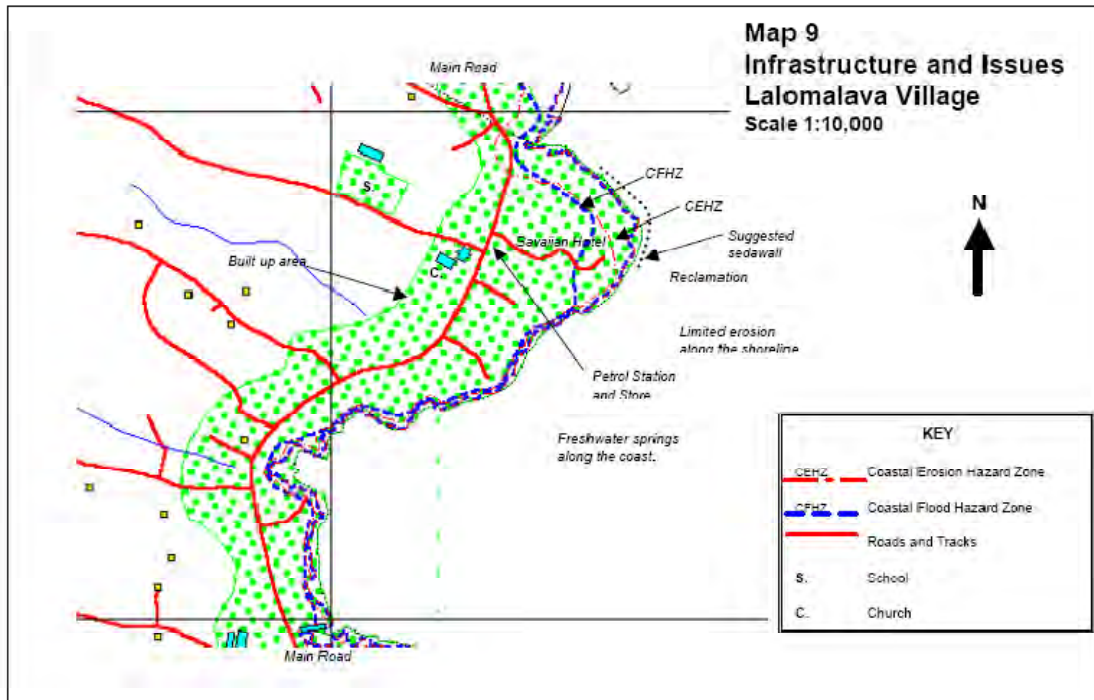 Map 9
Infrastructure and Issues
Lalomalava Village
Scale 1:10,000
Main Road
CFHZ
S.
CEHZ
N
Savaiian Hotel
Suggested
sedawall
Built up area
C.
Reclamation
Limited erosion
along the shoreline
Petrol Station
and Store
Freshwater springs
along the coast.
KEY
CEHZ Coastal Erosion Hazard Zone
CFHZ Coastal Flood Hazard Zone
Roads and Tracks
S. School
C. Church
Main Road